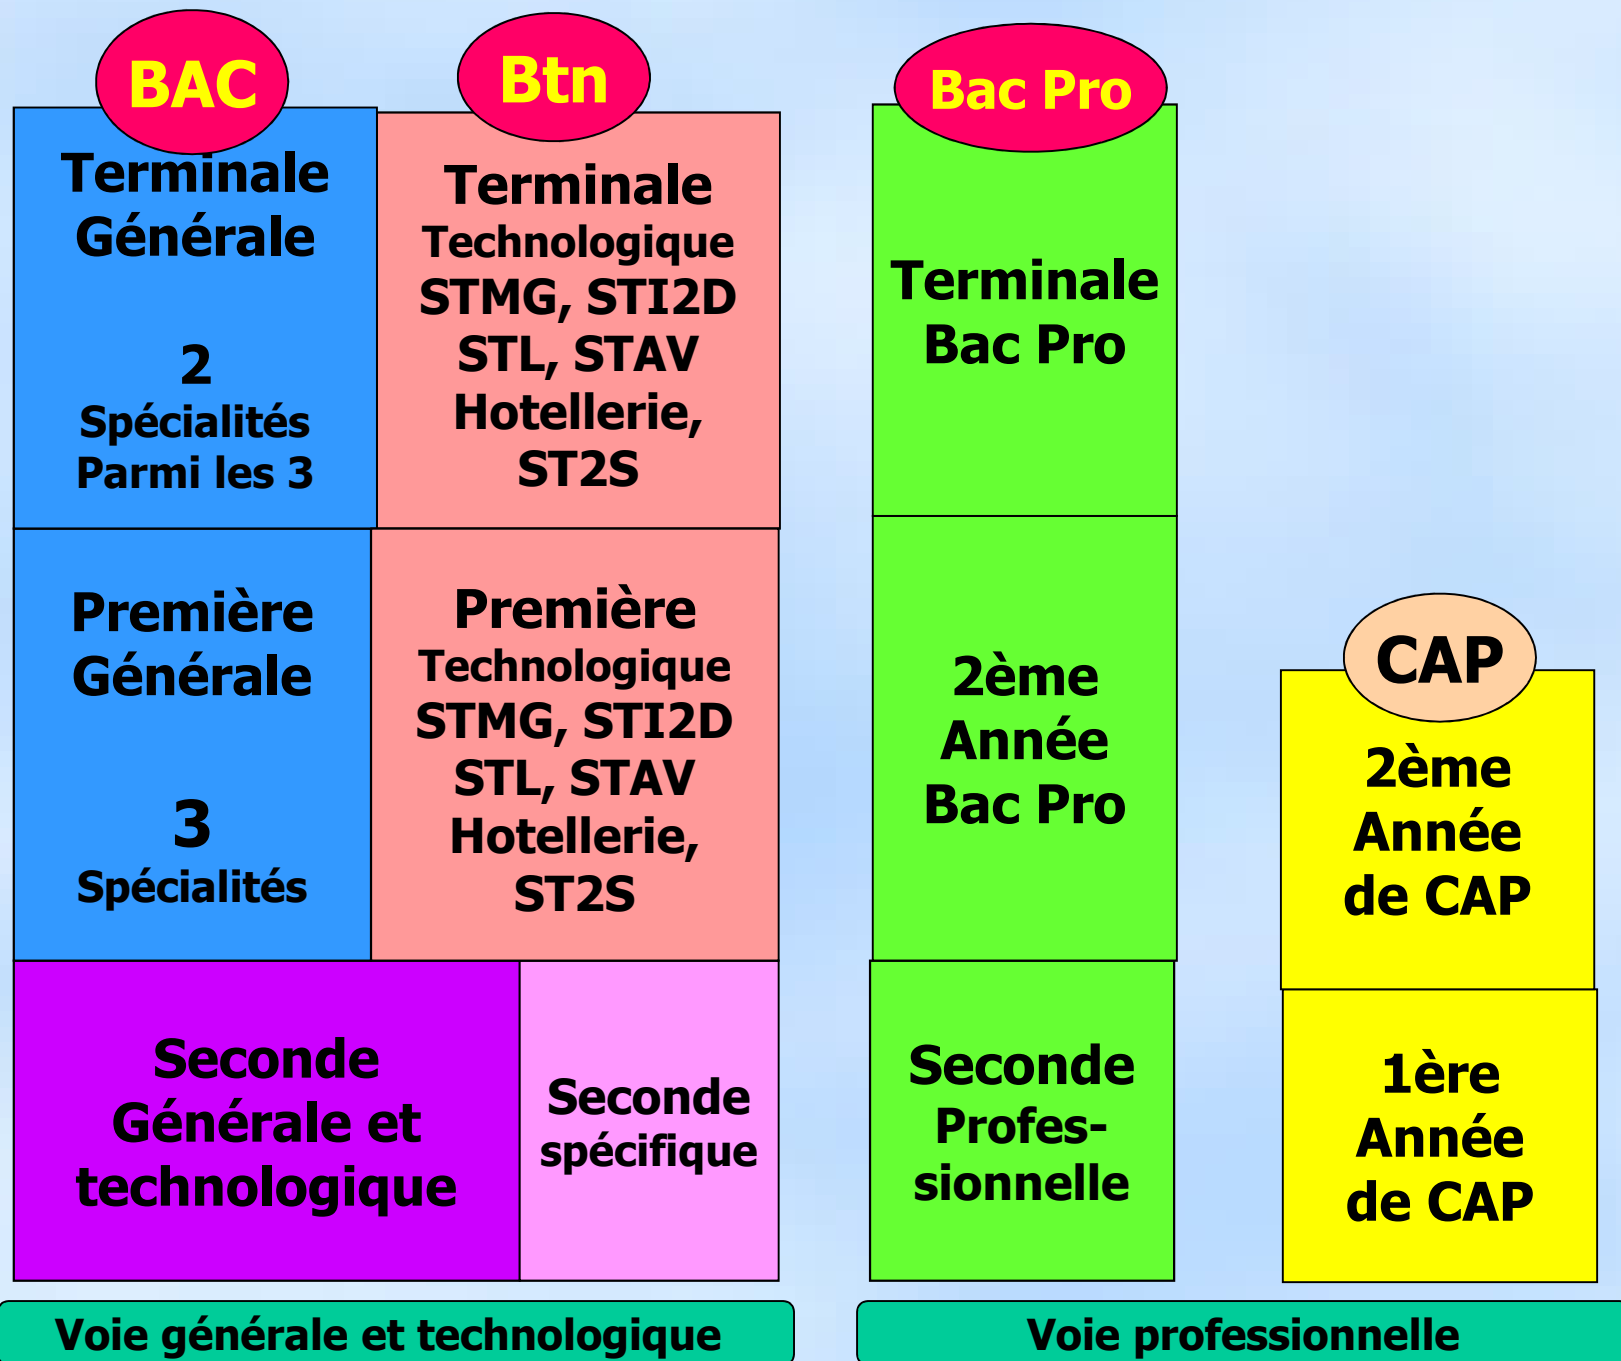 BAC
Terminale
Générale
2
Spécialités
Parmi les 3
Première
Générale
3
Spécialités
Btn
Terminale
Technologique
STMG, STI2D
STL, STAV
Hotellerie,
ST2S
Première
Technologique
STMG, STI2D
STL, STAV
Hotellerie,
ST2S
Seconde
Générale et
technologique
Seconde
spécifique
Voie générale et technologique
Bac Pro
Terminale
Bac Pro
2ème
Année
Bac Pro
Seconde
Profes-
sionnelle
CAP
2ème
Année
de CAP
1ère
Année
de CAP
Voie professionnelle